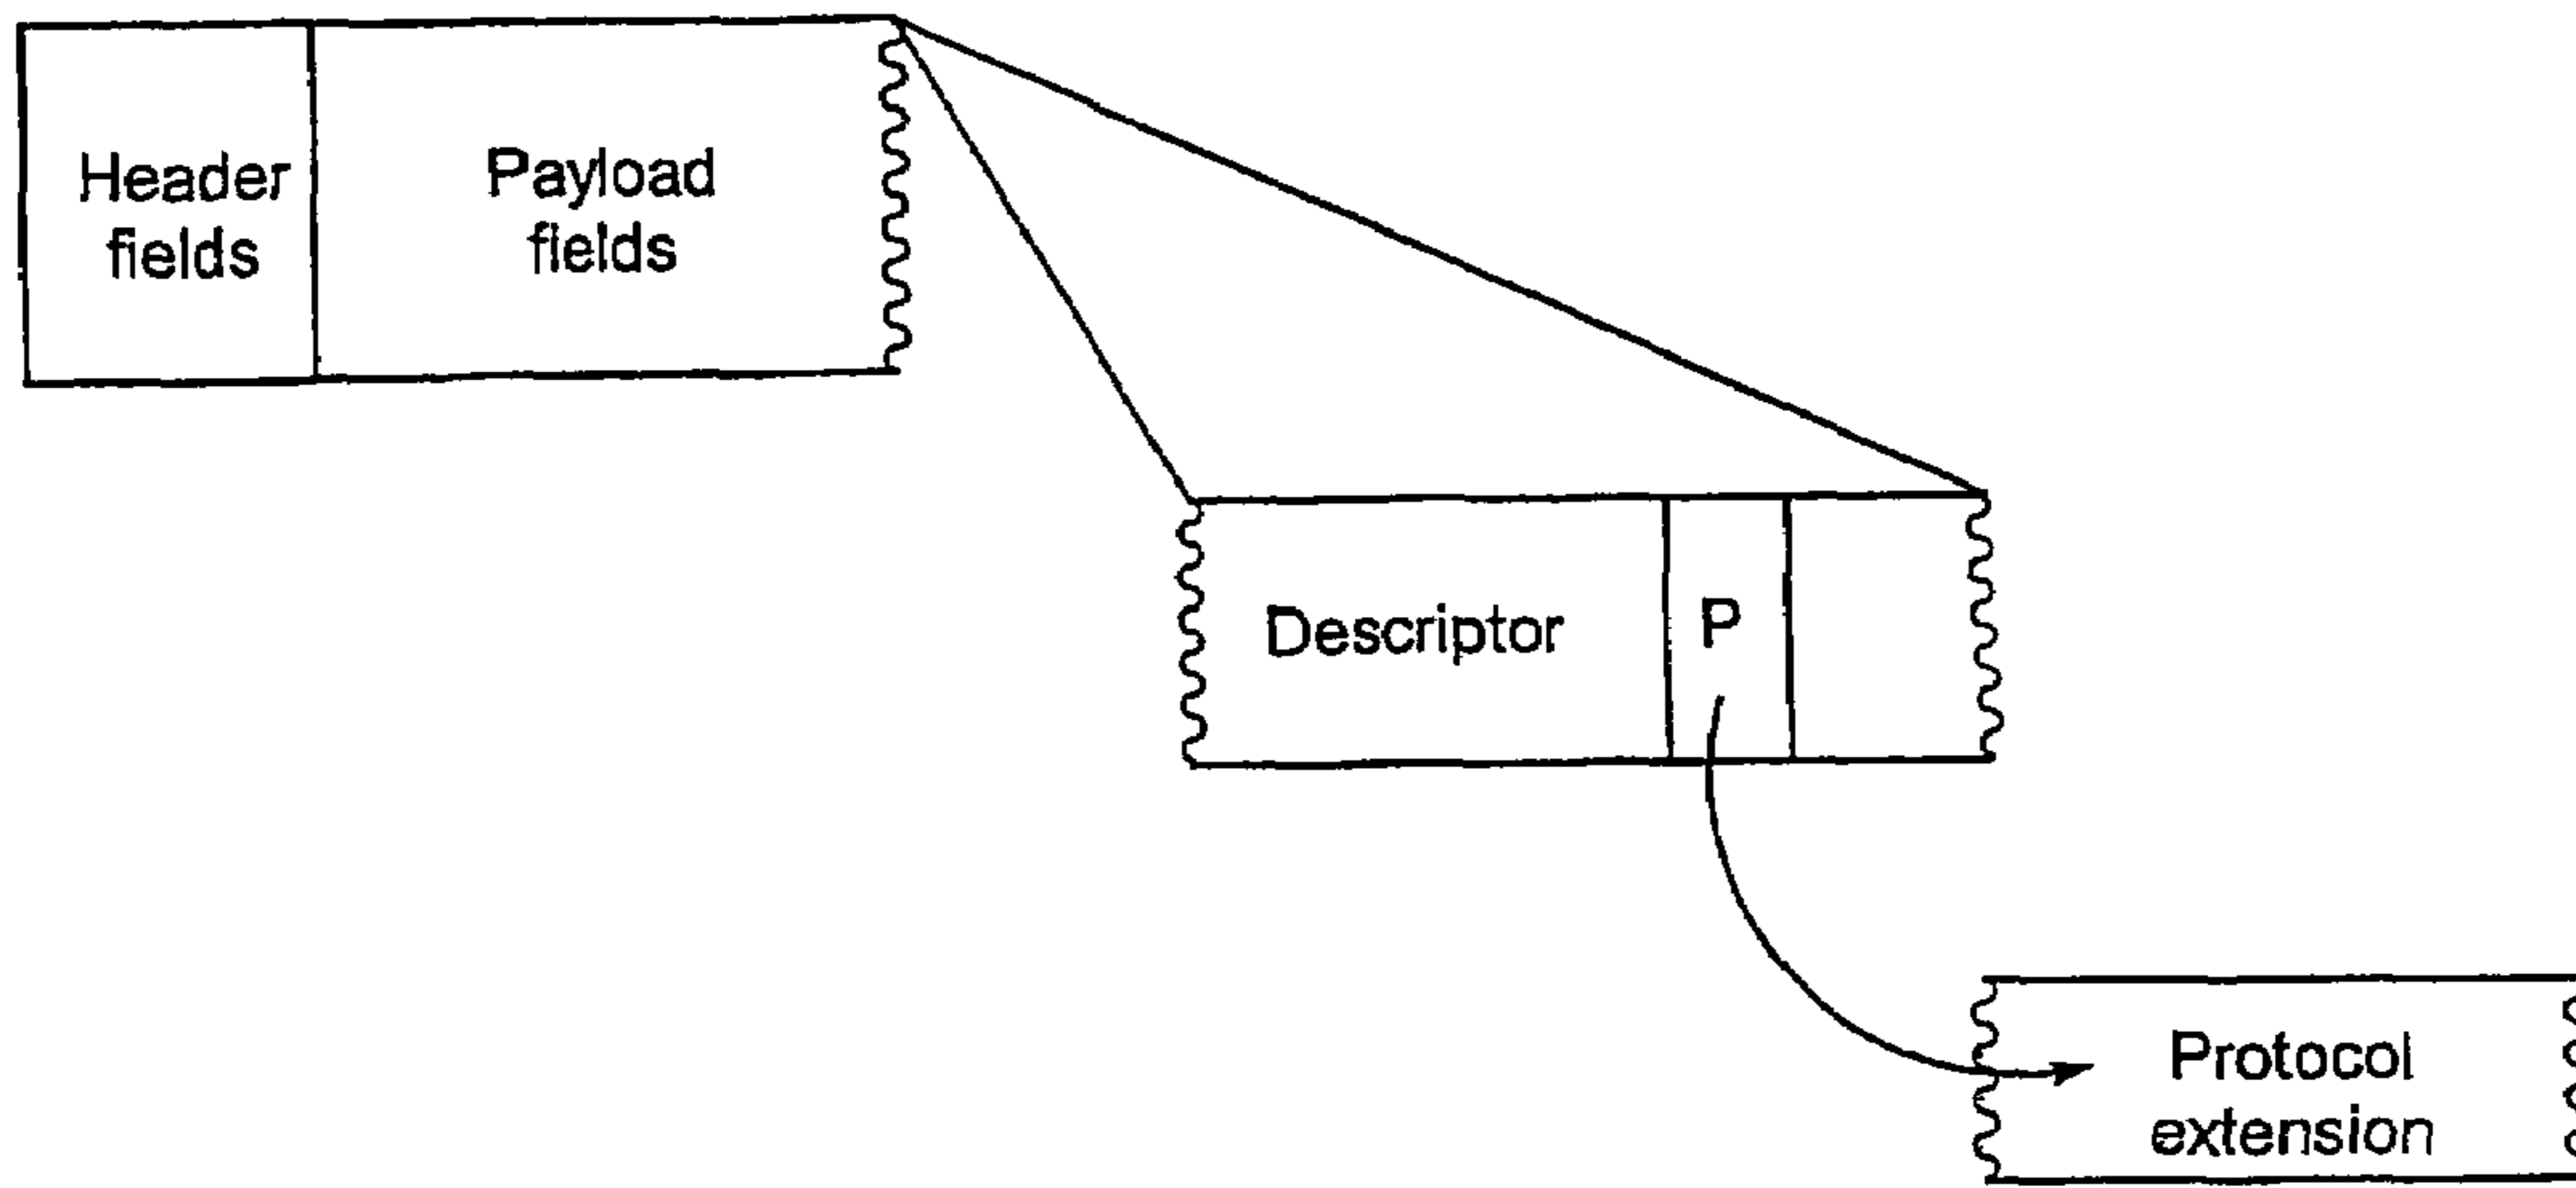 Header
fields
Payload
fields
Descriptor
P
Protocol
extension